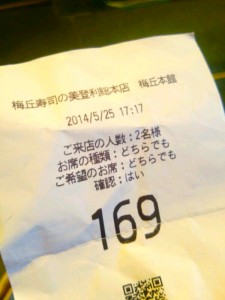 梅丘寿司の美登利総本店 梅丘本館
2014/5/25 17:17
ご来店の人数:2名様
お席の種類:どちらでも
ご希望のお席:どちらでも
確認:はい
169